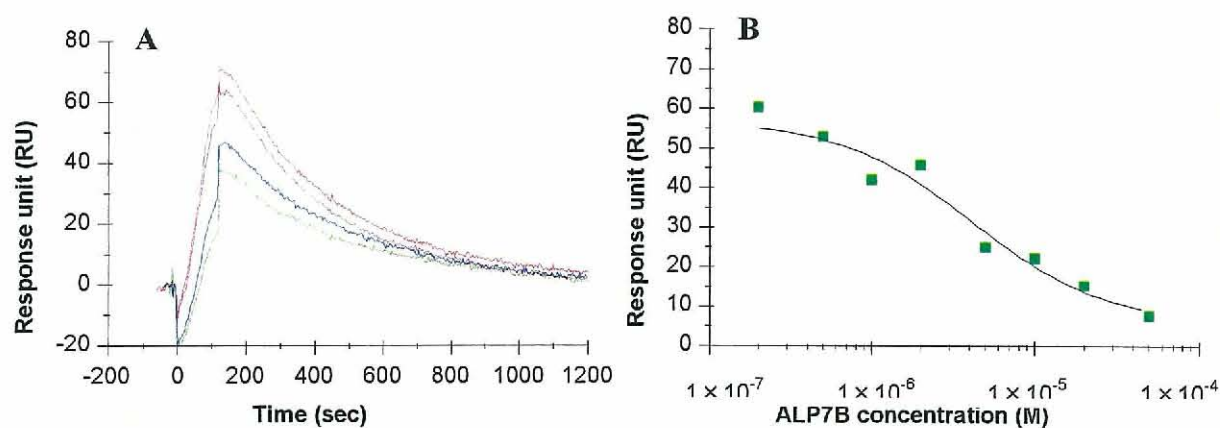 A
Response unit (RU)
80
60
40
20
0
-20
-200 0 200 400 600 800 1000 1200
Time (sec)
B
Response unit (RU)
80
70
60
50
40
30
20
10
0
1 × 10⁻⁷ 1 × 10⁻⁶ 1 × 10⁻⁵ 1 × 10⁻⁴
ALP7B concentration (M)